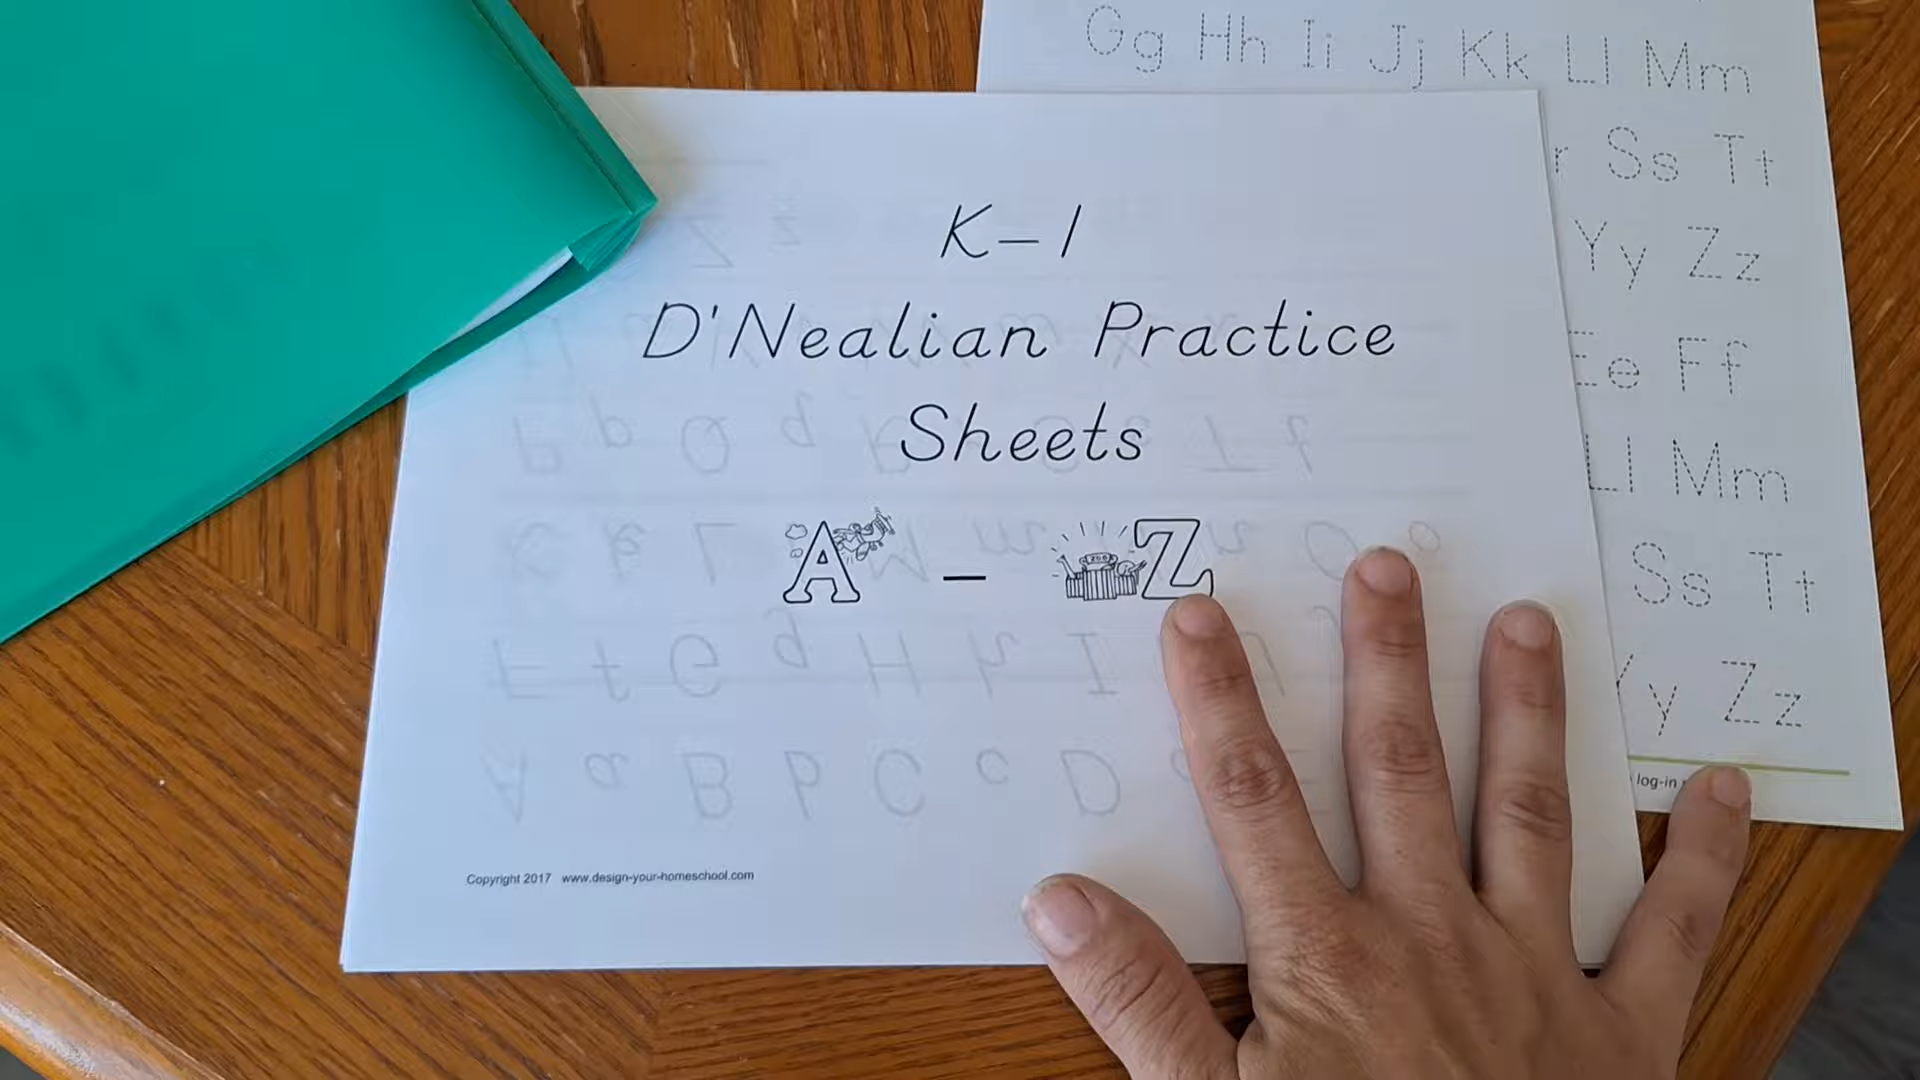 Gg Hh Ii Jj Kk Ll Mm
r Ss Tt
Yy Zz
Ee Ff
Ll Mm
Ss Tt
Yy Zz
log-in
K-1
D'Nealian Practice
Sheets
A - Z
P p Q q R r S s T t
K k L l M m N n O o
F f G g H h I i J j
A a B b C c D d E
Copyright 2017 www.design-your-homeschool.com